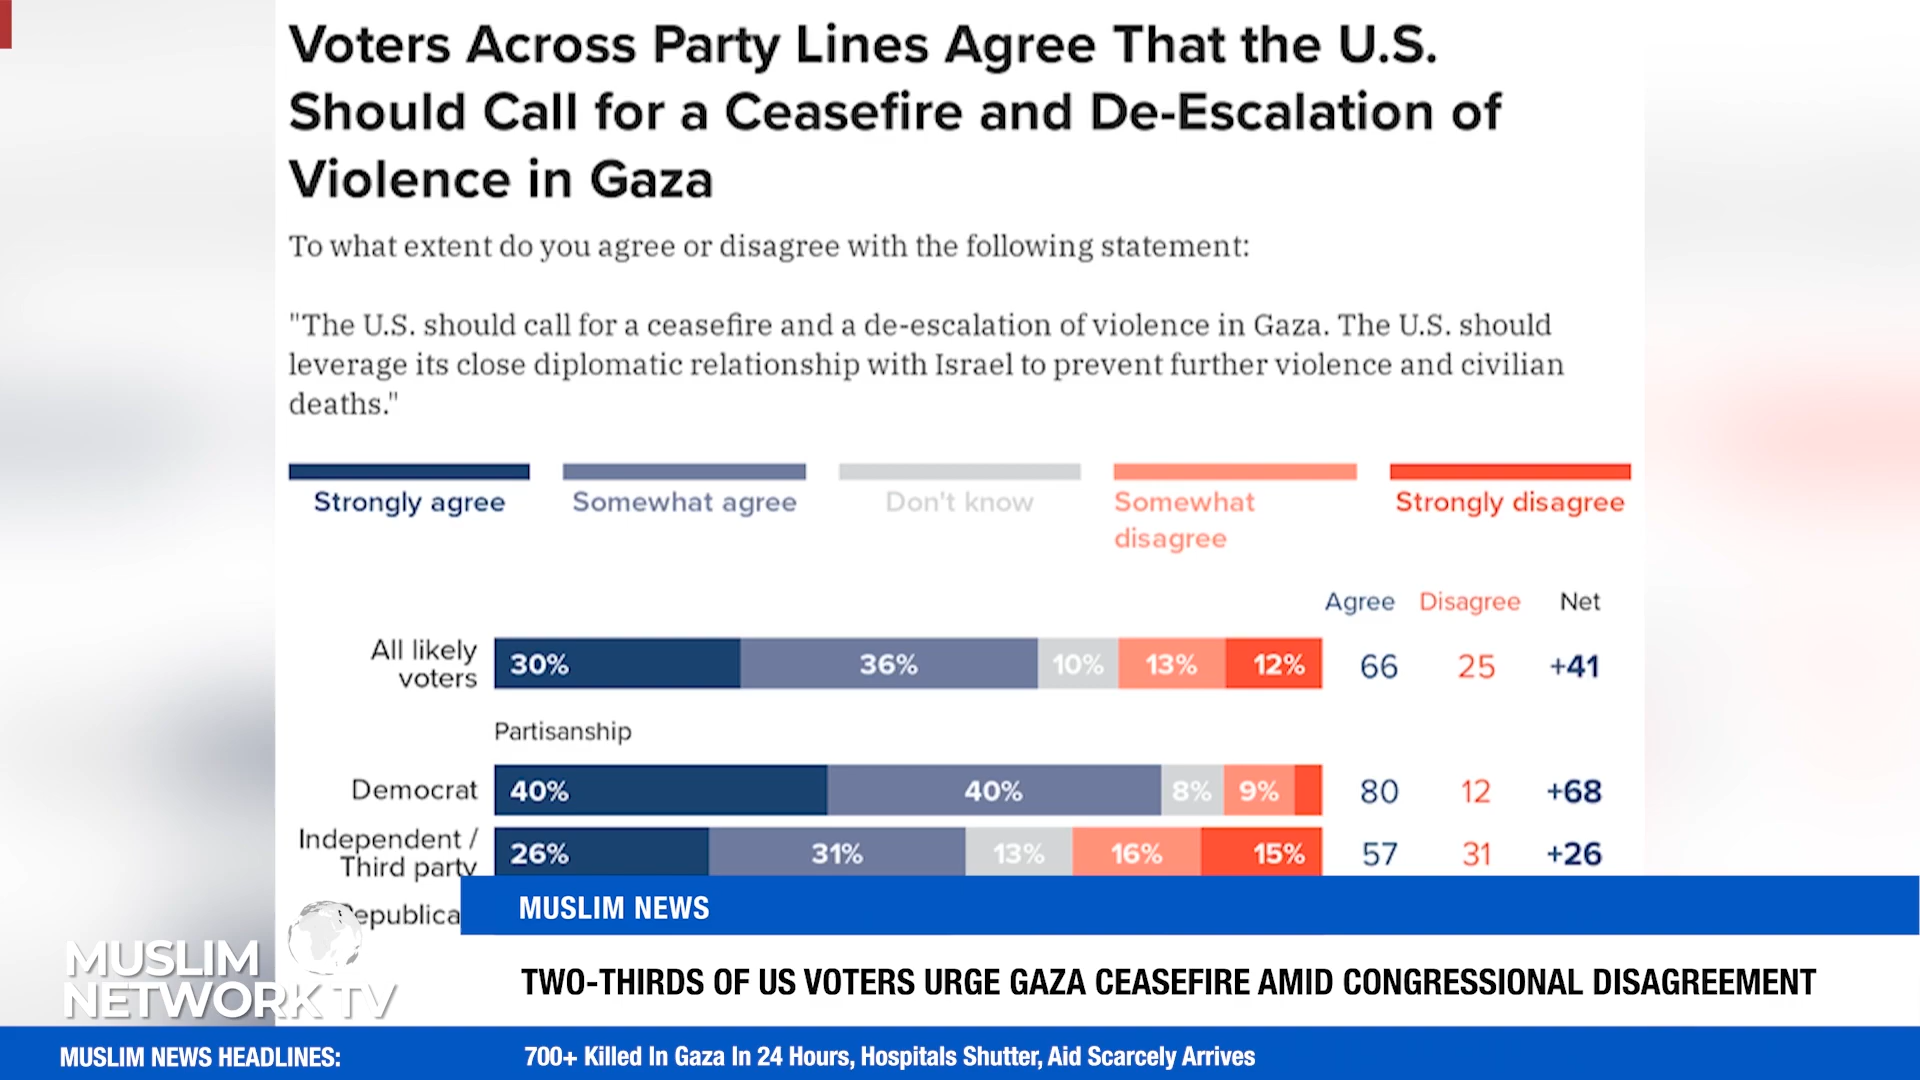 Voters Across Party Lines Agree That the U.S.
Should Call for a Ceasefire and De-Escalation of
Violence in Gaza
To what extent do you agree or disagree with the following statement:
"The U.S. should call for a ceasefire and a de-escalation of violence in Gaza. The U.S. should
leverage its close diplomatic relationship with Israel to prevent further violence and civilian
deaths."
Strongly agree Somewhat agree Don't know Somewhat disagree Strongly disagree
Agree Disagree Net
All likely voters 30% 36% 10% 13% 12% 66 25 +41
Partisanship
Democrat 40% 40% 8% 9% 80 12 +68
Independent / Third party 26% 31% 13% 16% 15% 57 31 +26
MUSLIM NEWS
TWO-THIRDS OF US VOTERS URGE GAZA CEASEFIRE AMID CONGRESSIONAL DISAGREEMENT
MUSLIM
NETWORK TV
MUSLIM NEWS HEADLINES: 700+ Killed In Gaza In 24 Hours, Hospitals Shutter, Aid Scarcely Arrives